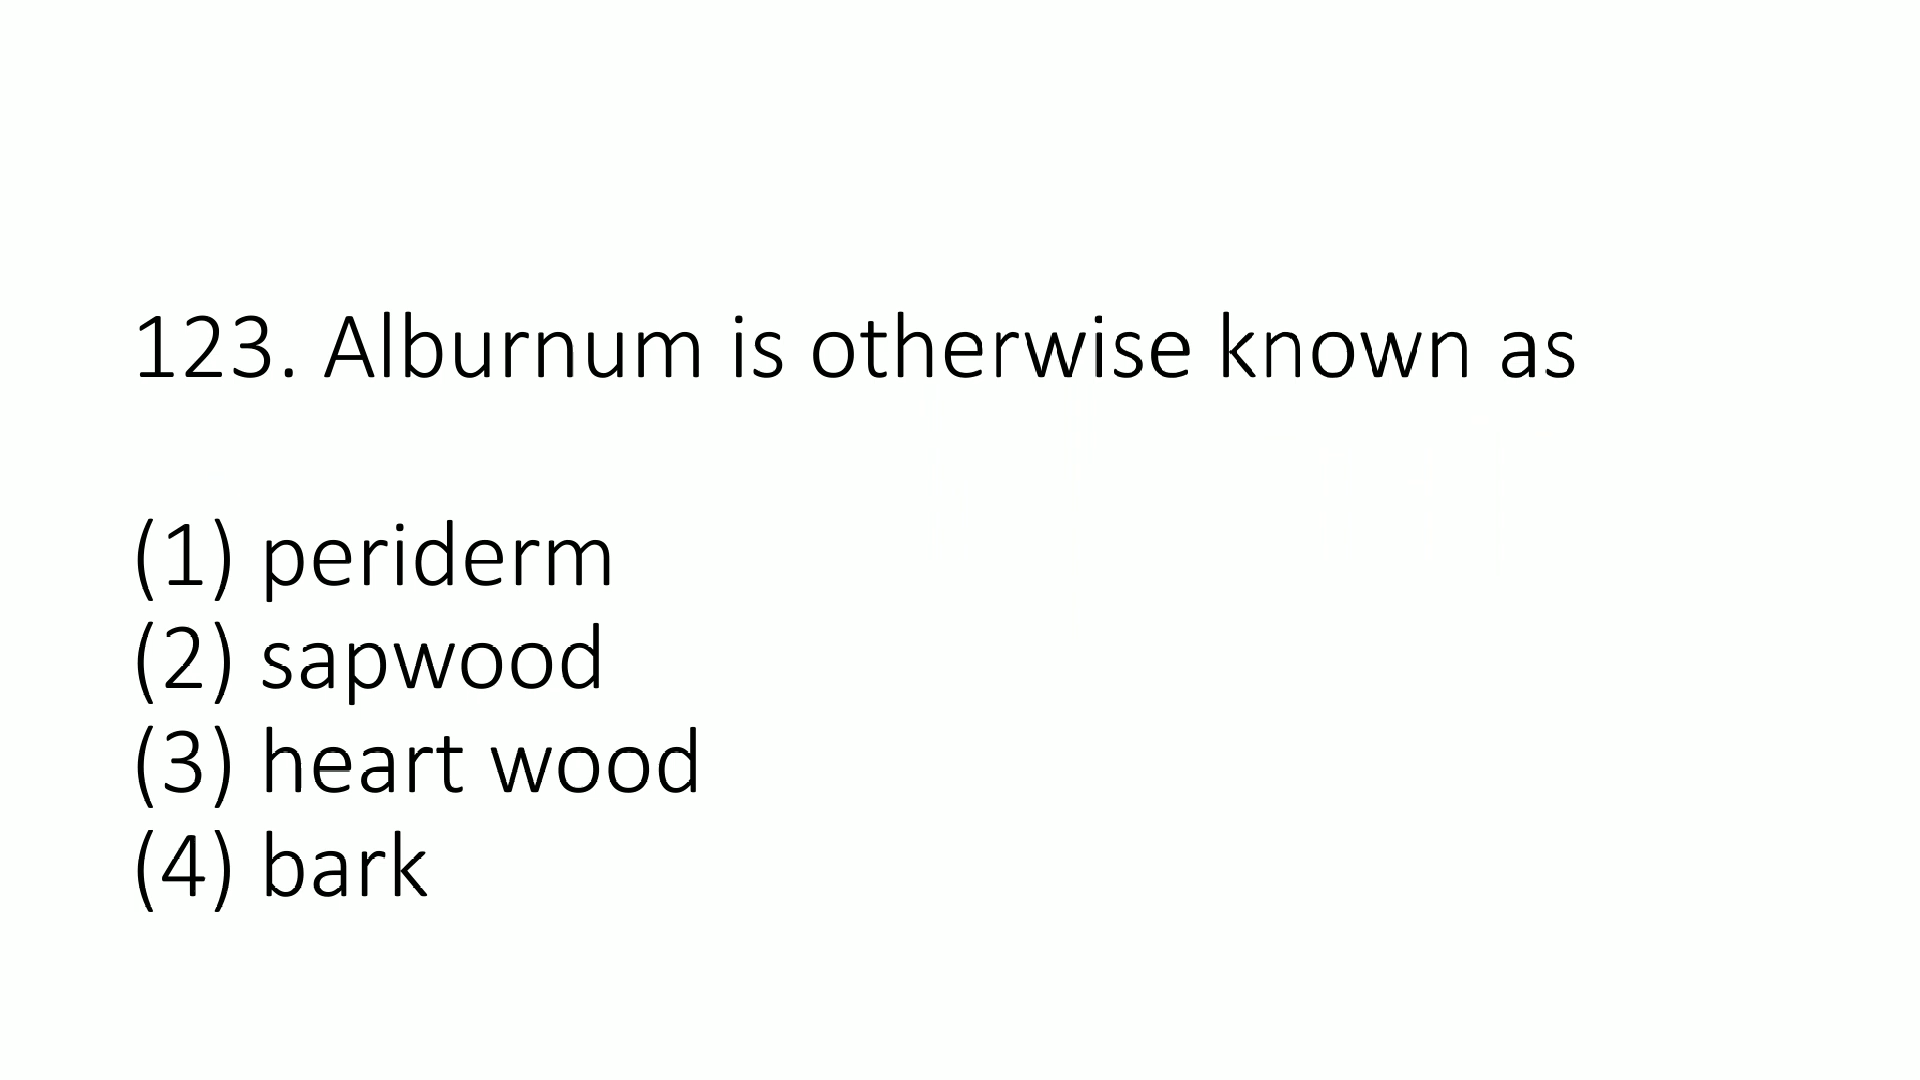 123. Alburnum is otherwise known as
(1) periderm
(2) sapwood
(3) heart wood
(4) bark